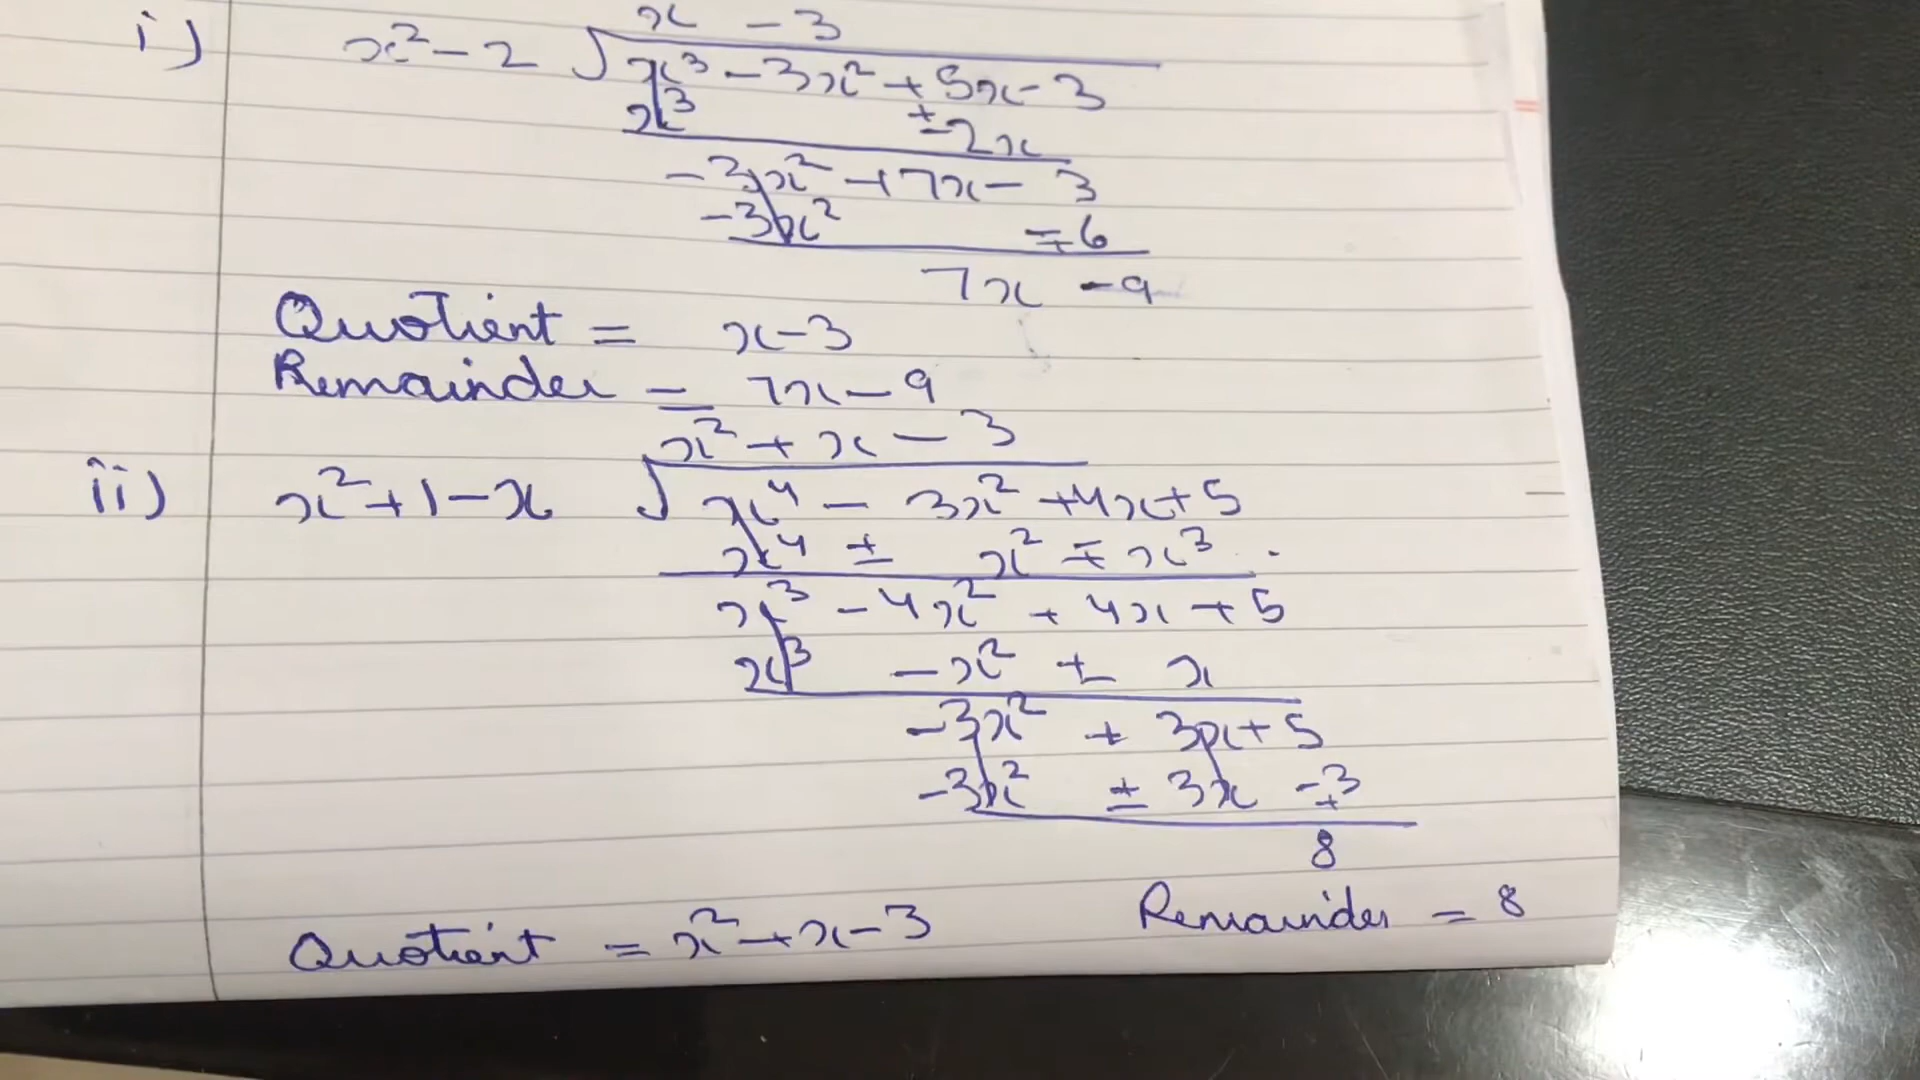 x - 3
i) x² - 2 √ x³ - 3x² + 5x - 3
x³ ± 2x
-3x² + 7x - 3
-3x² ∓ 6
7x - 9
Quotient = x - 3
Remainder = 7x - 9
x² + x - 3
ii) x² + 1 - x √ x⁴ - 3x² + 4x + 5
x⁴ ± x² ∓ x³
x³ - 4x² + 4x + 5
x³ - x² ± x
-3x² + 3x + 5
-3x² ± 3x ∓ 3
8
Quotient = x² + x - 3 Remainder = 8